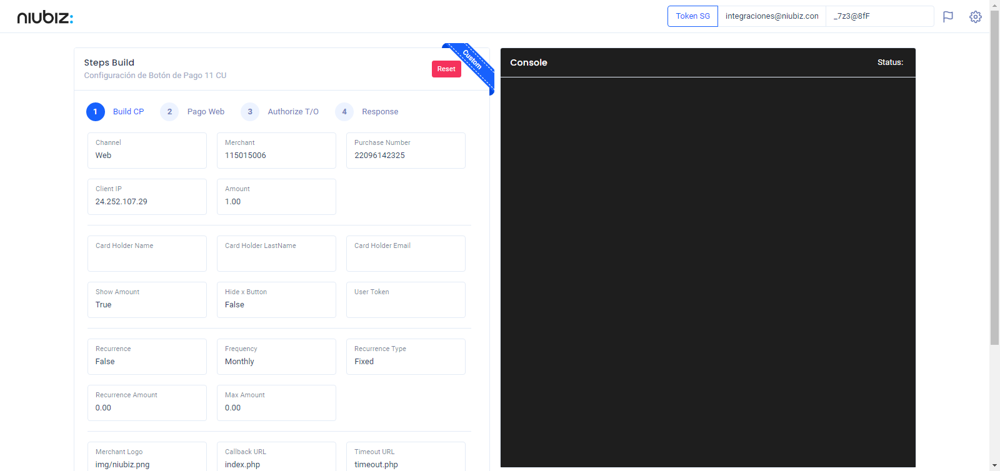 niubiz:
Token SG
integraciones@niubiz.con
_7z3@8fF
Steps Build
Configuración de Botón de Pago 11 CU
Reset
Custom
1 Build CP 2 Pago Web 3 Authorize T/O 4 Response
Channel
Web
Merchant
115015006
Purchase Number
22096142325
Client IP
24.252.107.29
Amount
1.00
Card Holder Name
Card Holder LastName
Card Holder Email
Show Amount
True
Hide x Button
False
User Token
Recurrence
False
Frequency
Monthly
Recurrence Type
Fixed
Recurrence Amount
0.00
Max Amount
0.00
Merchant Logo
img/niubiz.png
Callback URL
index.php
Timeout URL
timeout.php
Console
Status: